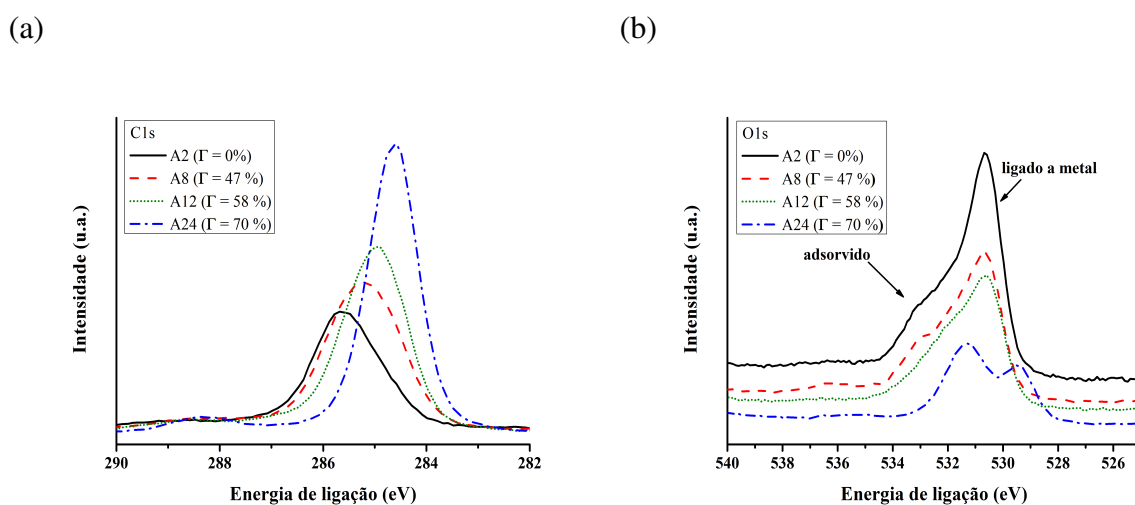 (a)
(b)
C1s
A2 (Γ = 0%)
A8 (Γ = 47 %)
A12 (Γ = 58 %)
A24 (Γ = 70 %)
Intensidade (u.a.)
290
288
286
284
282
Energia de ligação (eV)
O1s
A2 (Γ = 0%)
A8 (Γ = 47 %)
A12 (Γ = 58 %)
A24 (Γ = 70 %)
ligado a metal
adsorvido
Intensidade (u.a.)
540
538
536
534
532
530
528
526
Energia de ligação (eV)